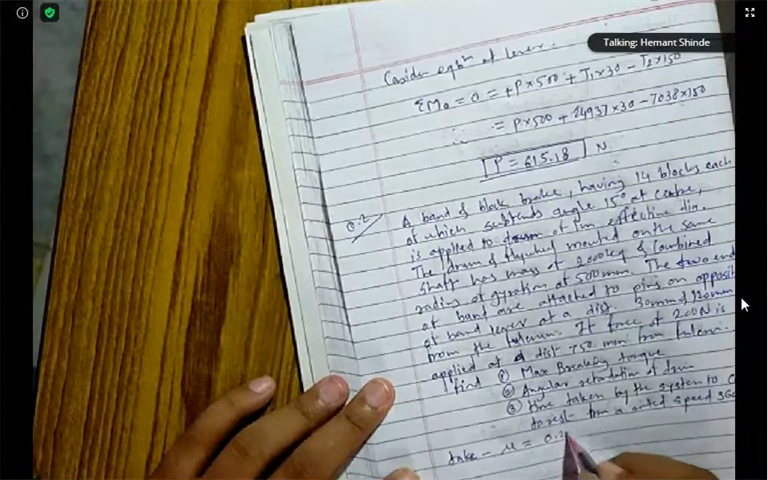 Talking: Hemant Shinde
Consider eqbm of lever.
ΣM₀ = 0 = +P×500 + T₁×30 − T₂×150
∴ = P×500 + 24937×30 − 7038×150
P = 615.18 N
Q.2 A band & block brake, having 14 blocks each
of which subtends angle 15° at centre,
is applied to drum of 1m effective dia.
The drum & flywheel mounted on the same
shaft has mass of 2000kg & combined
radius of gyration of 500mm. The two end
of band are attached to pins on opposit
of band lever at a dist. 30mm & 120mm
from the fulcrum. If force of 200N is
applied at a dist 750 mm from fulcrum.
find ① Max Breaking torque
② Angular retardation of drum
③ time taken by the system to
to rest from a rated speed 360
take - μ = 0.2